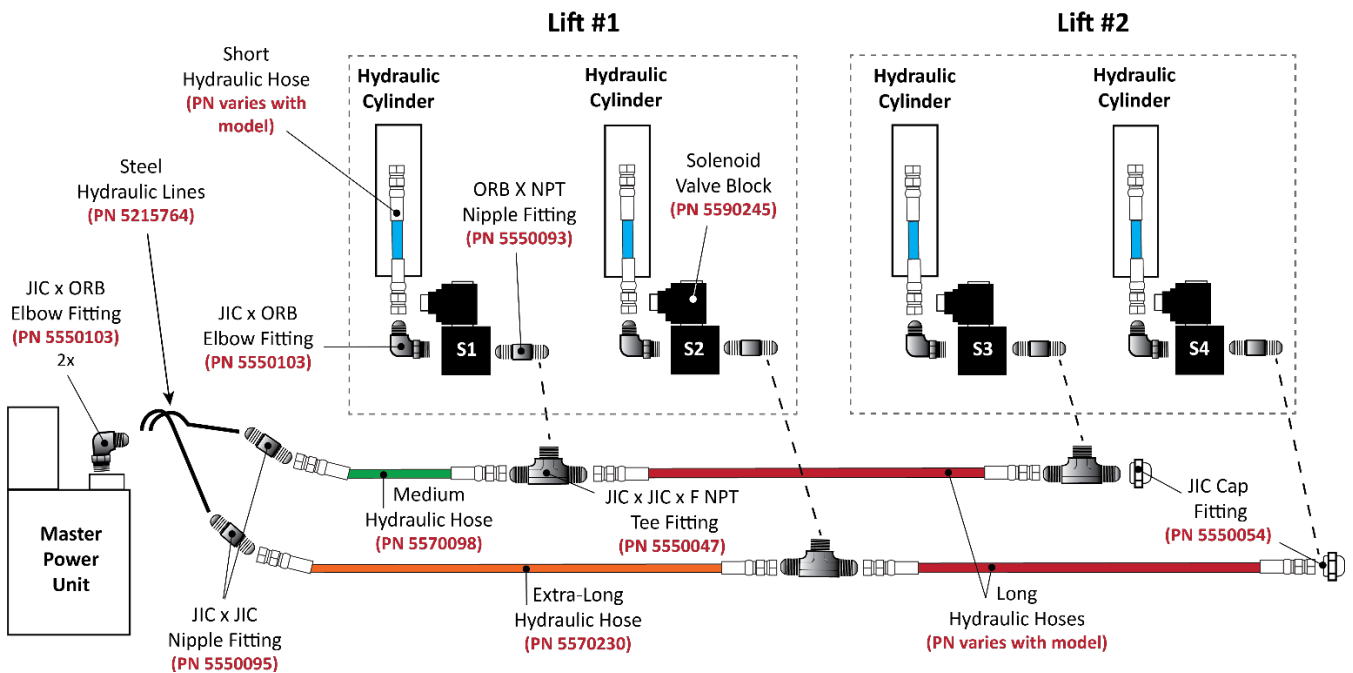 Lift #1
Lift #2
Short
Hydraulic Hose
(PN varies with
model)
Hydraulic
Cylinder
Hydraulic
Cylinder
Hydraulic
Cylinder
Hydraulic
Cylinder
Steel
Hydraulic Lines
(PN 5215764)
ORB X NPT
Nipple Fitting
(PN 5550093)
Solenoid
Valve Block
(PN 5590245)
JIC x ORB
Elbow Fitting
(PN 5550103)
2x
JIC x ORB
Elbow Fitting
(PN 5550103)
S1
S2
S3
S4
Master
Power
Unit
Medium
Hydraulic Hose
(PN 5570098)
JIC x JIC x F NPT
Tee Fitting
(PN 5550047)
JIC Cap
Fitting
(PN 5550054)
JIC x JIC
Nipple Fitting
(PN 5550095)
Extra-Long
Hydraulic Hose
(PN 5570230)
Long
Hydraulic Hoses
(PN varies with model)